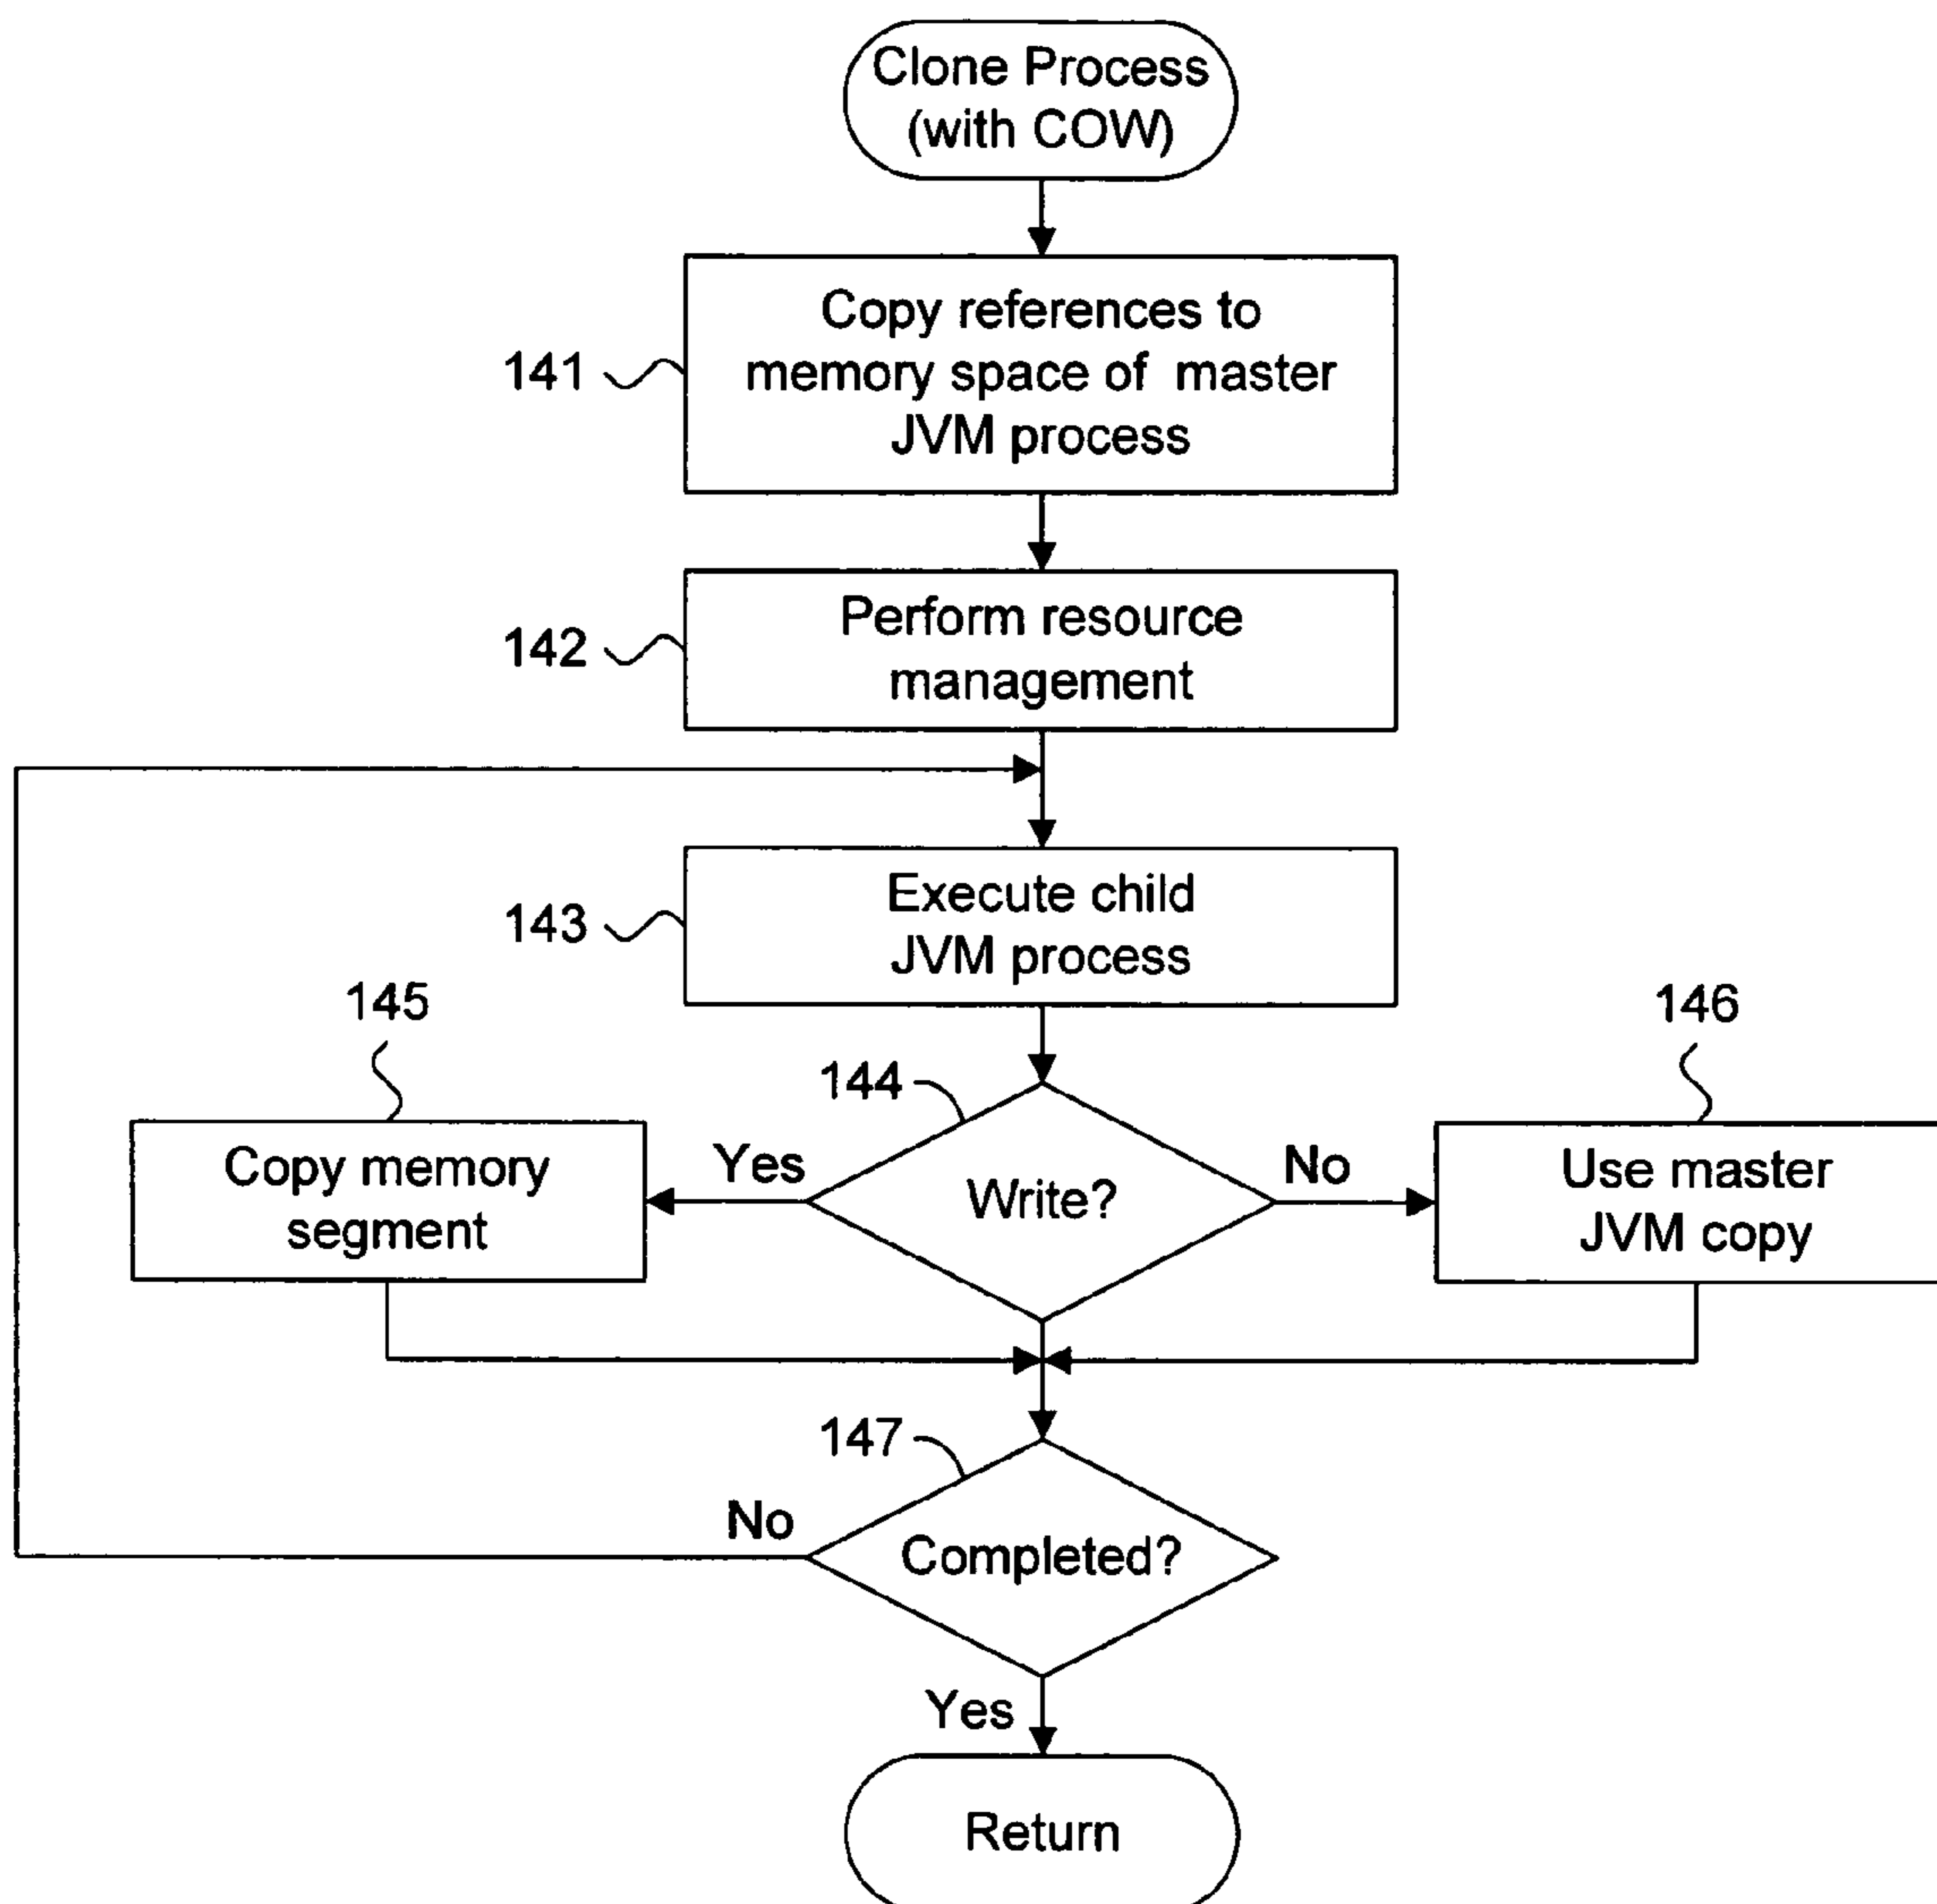 Clone Process
(with COW)
Copy references to
memory space of master
JVM process
141
Perform resource
management
142
Execute child
JVM process
143
145
146
144
Copy memory
segment
Yes
Write?
No
Use master
JVM copy
147
No
Completed?
Yes
Return